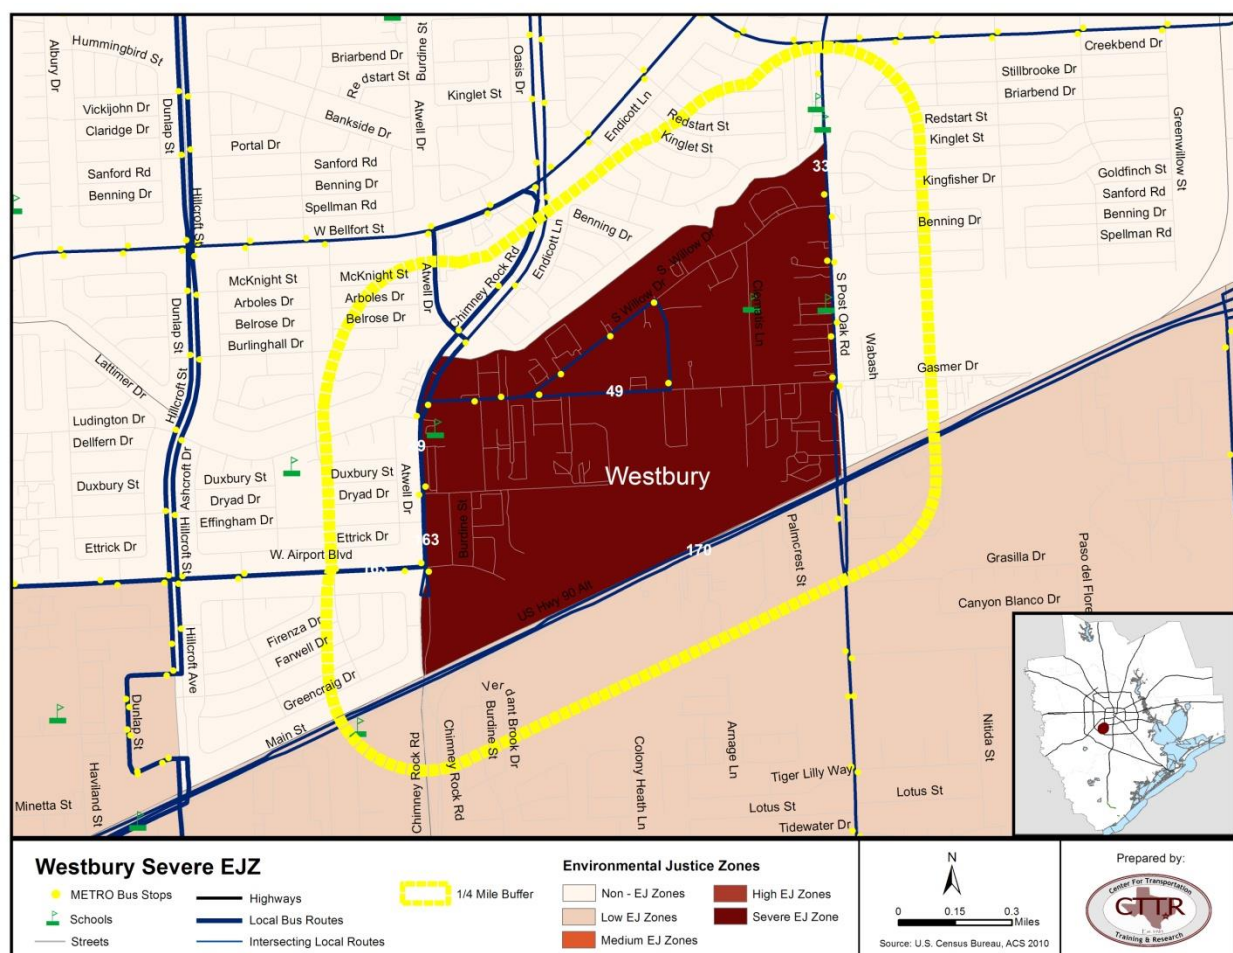 Hummingbird St
Albury Dr
Dunlap St
Vickijohn Dr
Claridge Dr
Sanford Rd
Benning Dr
Portal Dr
Briarbend Dr
Redstart St
Burdine St
Atwell Dr
Bankside Dr
Kinglet St
Oasis Dr
Endicott Ln
Redstart St
Kinglet St
Creekbend Dr
Stillbrooke Dr
Briarbend Dr
Redstart St
Kinglet St
Greenwillow St
Sanford Rd
Benning Dr
Spellman Rd
W Bellfort St
Hillcroft St
33
Kingfisher Dr
Benning Dr
Goldfinch St
Sanford Rd
Benning Dr
Spellman Rd
McKnight St
Arboles Dr
Belrose Dr
Burlinghall Dr
Dunlap St
McKnight St
Arboles Dr
Belrose Dr
Atwell Dr
Chimney Rock Rd
Endicott Ln
Benning Dr
S Willow Dr
S Willow Dr
S Post Oak Rd
Wabash
Gasmer Dr
Lattimer Dr
Hillcroft St
Ludington Dr
Dellfern Dr
Duxbury St
Ettrick Dr
Ashcroft Dr
Hillcroft St
Duxbury St
Dryad Dr
Effingham Dr
Duxbury St
Dryad Dr
Ettrick Dr
Atwell Dr
49
9
Westbury
Burdine St
63
163
W. Airport Blvd
170
US Hwy 90 Alt
Palmcrest St
Grasilla Dr
Canyon Blanco Dr
Paso del Flore
Firenza Dr
Farwell Dr
Greencraig Dr
Hillcroft Ave
Dunlap St
Main St
Haviland St
Minetta St
Chimney Rock Rd
Chimney Rock Rd
Verdant Brook Dr
Burdine St
Colony Heath Ln
Arnage Ln
Tiger Lilly Way
Lotus St
Tidewater Dr
Lotus St
Nitida St
Westbury Severe EJZ
METRO Bus Stops
Schools
Streets
Highways
Local Bus Routes
Intersecting Local Routes
1/4 Mile Buffer
Environmental Justice Zones
Non - EJ Zones
Low EJ Zones
Medium EJ Zones
High EJ Zones
Severe EJ Zone
N
0 0.15 0.3
Miles
Source: U.S. Census Bureau, ACS 2010
Prepared by:
Center For Transportation
CTTR
Training & Research